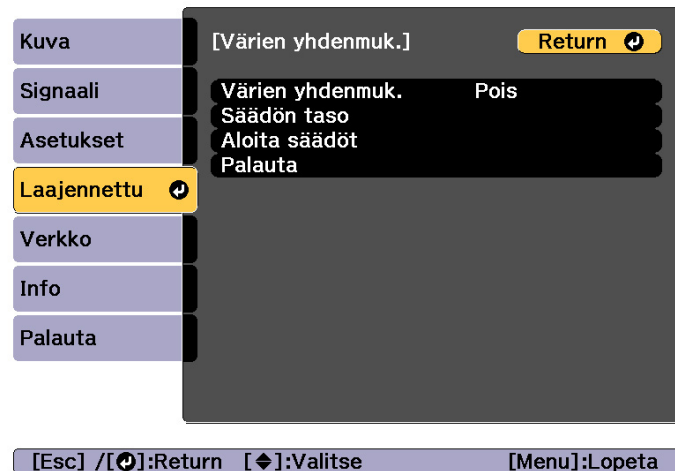 Kuva
Signaali
Asetukset
Laajennettu
Verkko
Info
Palauta
[Värien yhdenmuk.] Return
Värien yhdenmuk. Pois
Säädön taso
Aloita säädöt
Palauta
[Esc] /[]:Return []:Valitse [Menu]:Lopeta